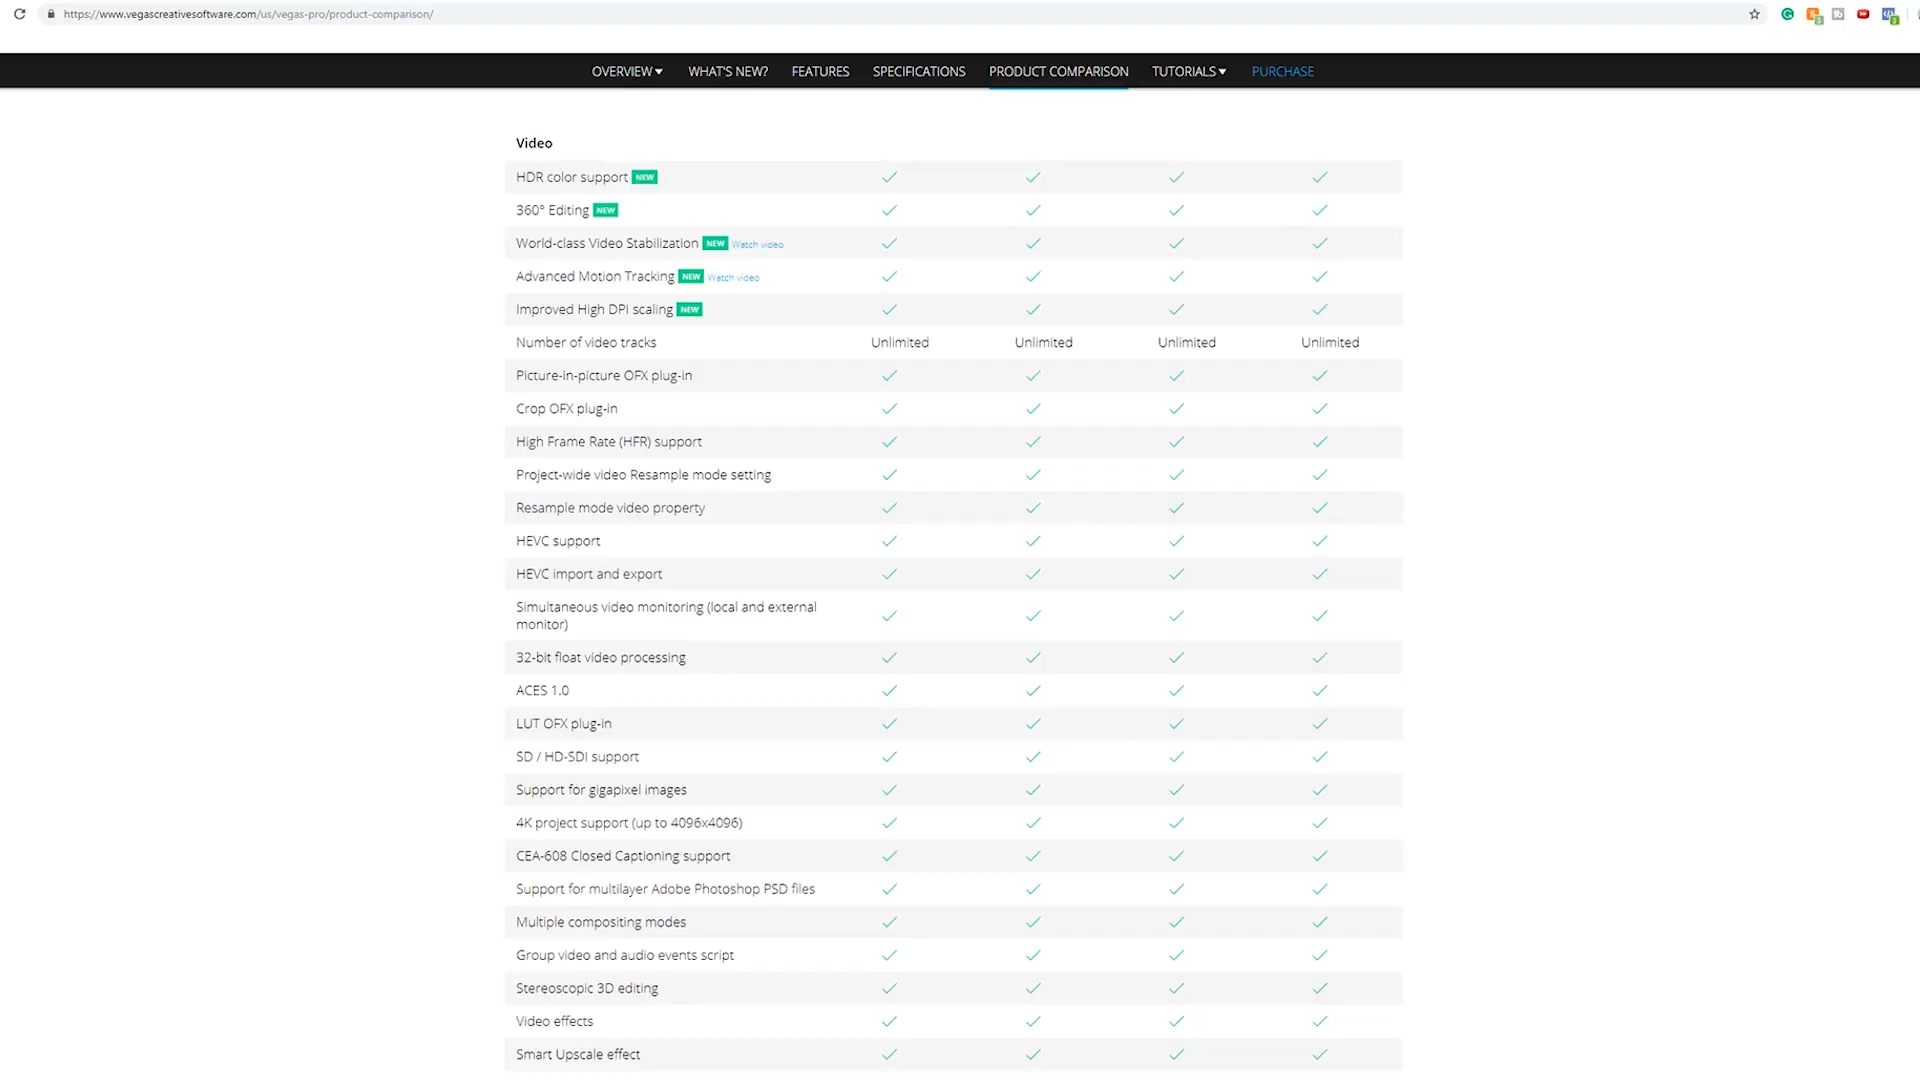 https://www.vegascreativesoftware.com/us/vegas-pro/product-comparison/
OVERVIEW▼ WHAT'S NEW? FEATURES SPECIFICATIONS PRODUCT COMPARISON TUTORIALS▼ PURCHASE
Video
HDR color support NEW
360° Editing NEW
World-class Video Stabilization NEW Watch video
Advanced Motion Tracking NEW Watch video
Improved High DPI scaling NEW
Number of video tracks Unlimited Unlimited Unlimited Unlimited
Picture-in-picture OFX plug-in
Crop OFX plug-in
High Frame Rate (HFR) support
Project-wide video Resample mode setting
Resample mode video property
HEVC support
HEVC import and export
Simultaneous video monitoring (local and external
monitor)
32-bit float video processing
ACES 1.0
LUT OFX plug-in
SD / HD-SDI support
Support for gigapixel images
4K project support (up to 4096x4096)
CEA-608 Closed Captioning support
Support for multilayer Adobe Photoshop PSD files
Multiple compositing modes
Group video and audio events script
Stereoscopic 3D editing
Video effects
Smart Upscale effect